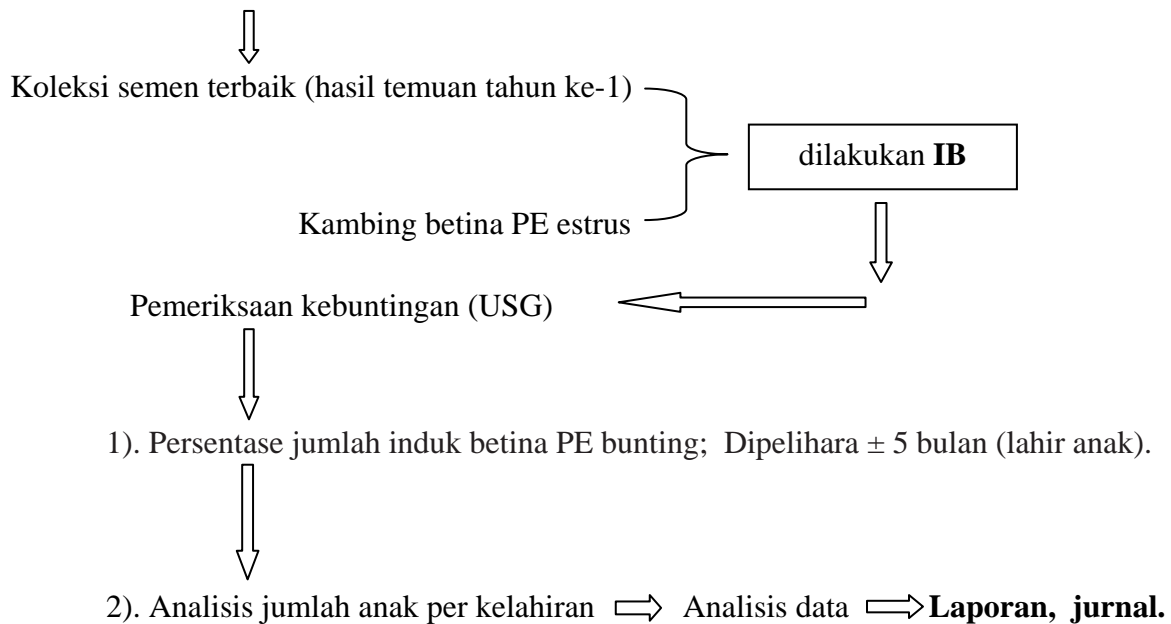 Koleksi semen terbaik (hasil temuan tahun ke-1)
dilakukan IB
Kambing betina PE estrus
Pemeriksaan kebuntingan (USG)
1). Persentase jumlah induk betina PE bunting; Dipelihara ± 5 bulan (lahir anak).
2). Analisis jumlah anak per kelahiran Analisis data Laporan, jurnal.